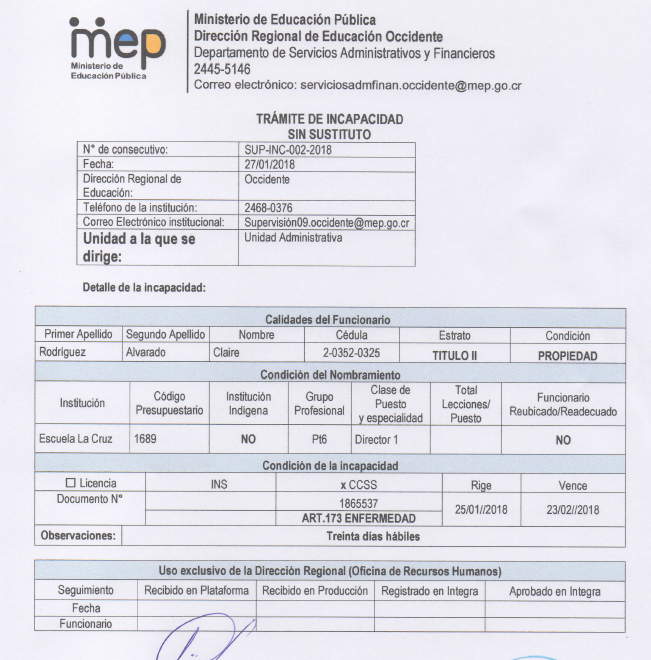 mep
Ministerio de
Educación Pública
Ministerio de Educación Pública
Dirección Regional de Educación Occidente
Departamento de Servicios Administrativos y Financieros
2445-5146
Correo electrónico: serviciosadmfinan.occidente@mep.go.cr
TRÁMITE DE INCAPACIDAD
SIN SUSTITUTO
N° de consecutivo: SUP-INC-002-2018
Fecha: 27/01/2018
Dirección Regional de Educación: Occidente
Teléfono de la institución: 2468-0376
Correo Electrónico institucional: Supervisión09.occidente@mep.go.cr
Unidad a la que se dirige: Unidad Administrativa
Detalle de la incapacidad:
Calidades del Funcionario
Primer Apellido Segundo Apellido Nombre Cédula Estrato Condición
Rodríguez Alvarado Claire 2-0352-0325 TITULO II PROPIEDAD
Condición del Nombramiento
Institución Código Presupuestario Institución Indigena Grupo Profesional Clase de Puesto y especialidad Total Lecciones/ Puesto Funcionario Reubicado/Readecuado
Escuela La Cruz 1689 NO Pt6 Director 1 NO
Condición de la incapacidad
☐ Licencia INS x CCSS Rige Vence
Documento N° 1865537 25/01//2018 23/02//2018
ART.173 ENFERMEDAD
Observaciones: Treinta días hábiles
Uso exclusivo de la Dirección Regional (Oficina de Recursos Humanos)
Seguimiento Recibido en Plataforma Recibido en Producción Registrado en Integra Aprobado en Integra
Fecha
Funcionario